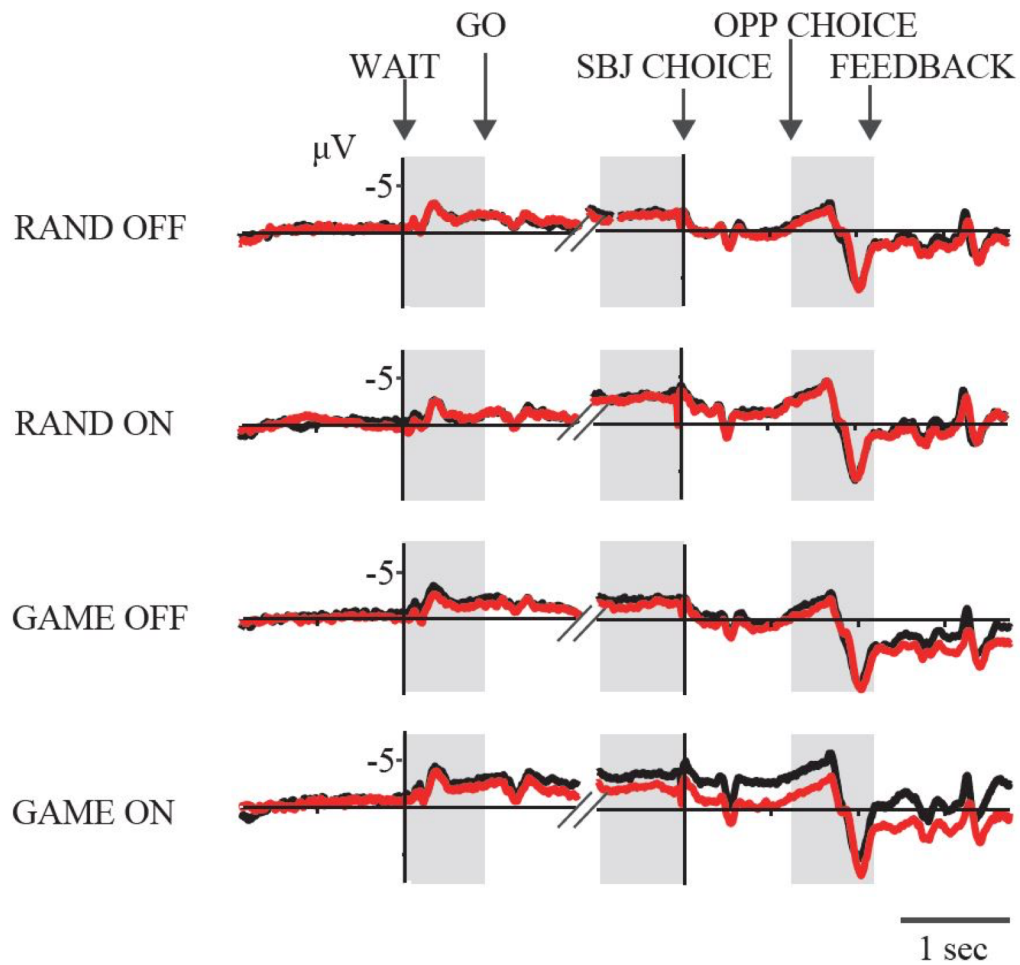 OPP CHOICE
GO
WAIT
SBJ CHOICE
FEEDBACK
µV
-5
RAND OFF
-5
RAND ON
-5
GAME OFF
-5
GAME ON
1 sec